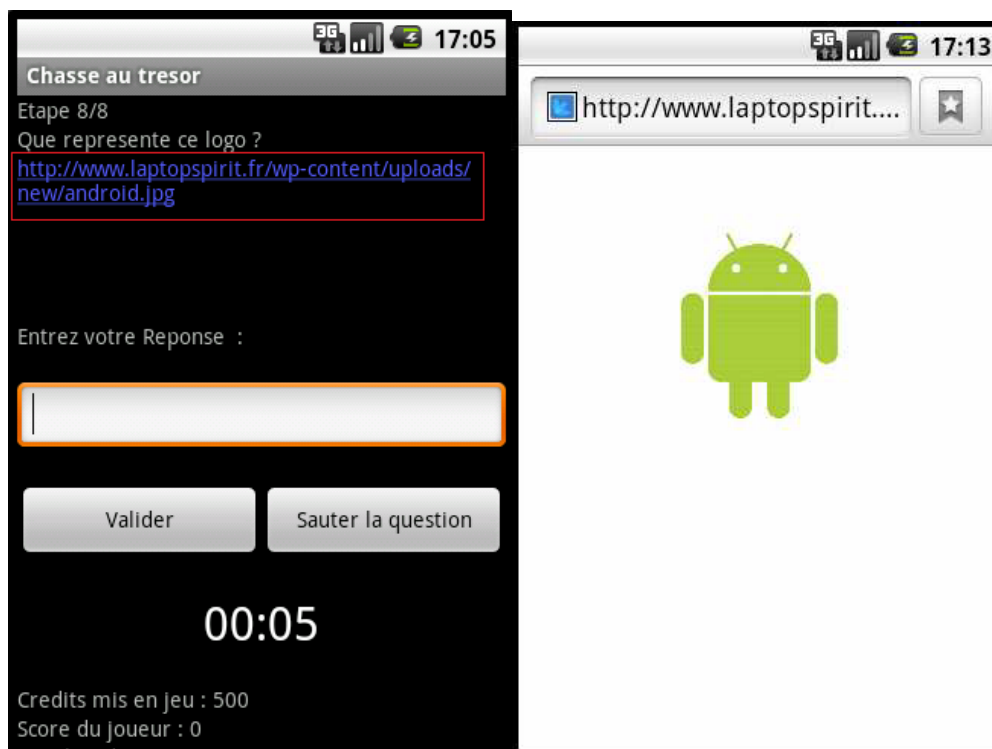 3G 17:05
Chasse au tresor
Etape 8/8
Que represente ce logo ?
http://www.laptopspirit.fr/wp-content/uploads/
new/android.jpg
Entrez votre Reponse :
Valider
Sauter la question
00:05
Credits mis en jeu : 500
Score du joueur : 0
3G 17:13
http://www.laptopspirit....